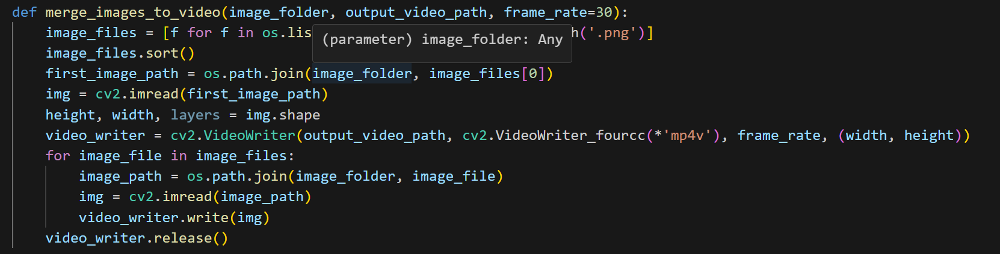 def merge_images_to_video(image_folder, output_video_path, frame_rate=30):
image_files = [f for f in os.lis h('.png')]
(parameter) image_folder: Any
image_files.sort()
first_image_path = os.path.join(image_folder, image_files[0])
img = cv2.imread(first_image_path)
height, width, layers = img.shape
video_writer = cv2.VideoWriter(output_video_path, cv2.VideoWriter_fourcc(*'mp4v'), frame_rate, (width, height))
for image_file in image_files:
image_path = os.path.join(image_folder, image_file)
img = cv2.imread(image_path)
video_writer.write(img)
video_writer.release()